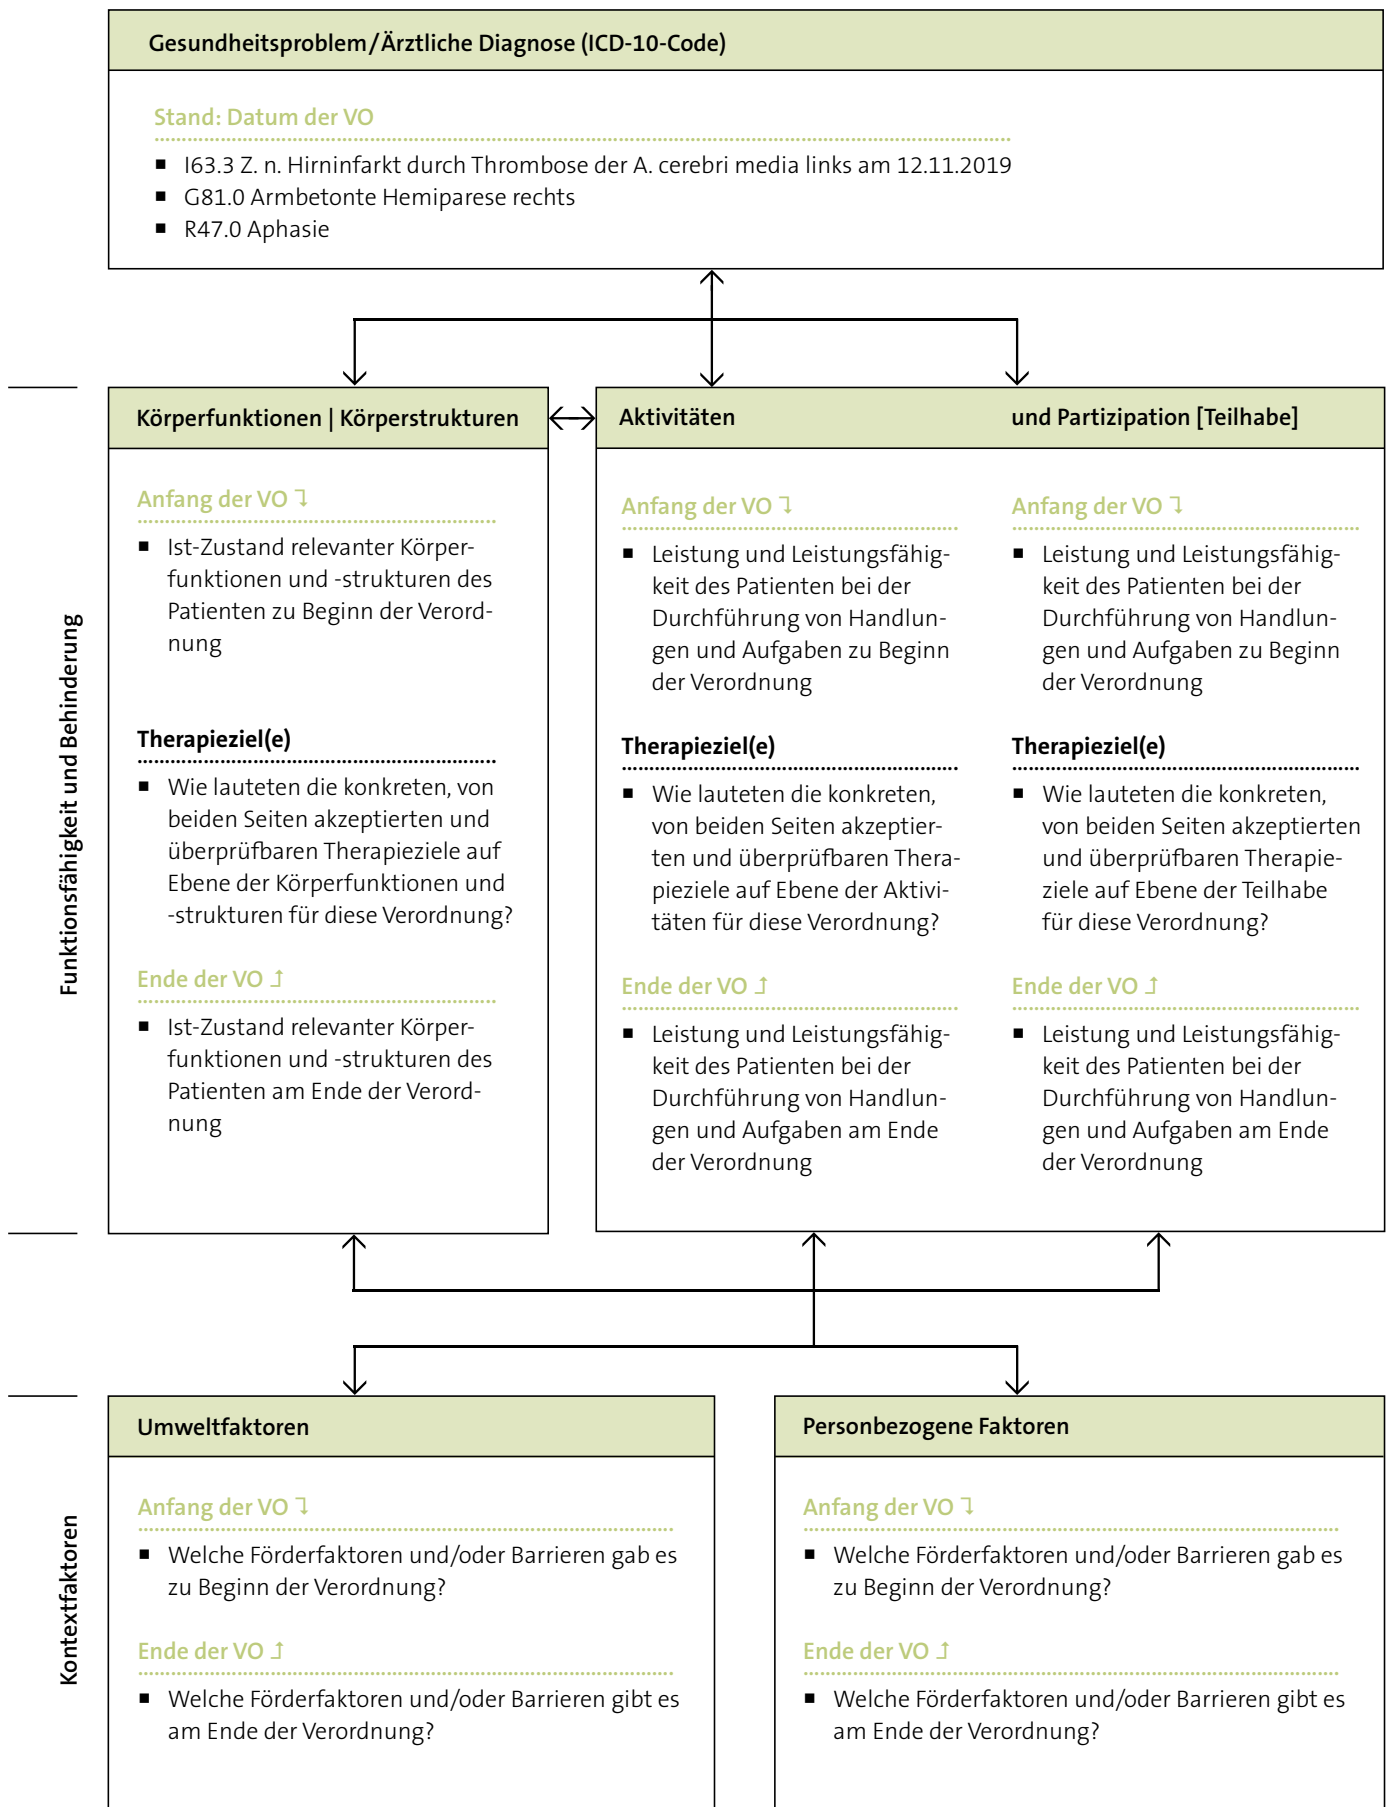 Gesundheitsproblem/Ärztliche Diagnose (ICD-10-Code)
Stand: Datum der VO
■ I63.3 Z. n. Hirninfarkt durch Thrombose der A. cerebri media links am 12.11.2019
■ G81.0 Armbetonte Hemiparese rechts
■ R47.0 Aphasie
Funktionsfähigkeit und Behinderung
Körperfunktionen | Körperstrukturen
Anfang der VO ↴
■ Ist-Zustand relevanter Körper-
funktionen und -strukturen des
Patienten zu Beginn der Verord-
nung
Therapieziel(e)
■ Wie lauteten die konkreten, von
beiden Seiten akzeptierten und
überprüfbaren Therapieziele auf
Ebene der Körperfunktionen und
-strukturen für diese Verordnung?
Ende der VO ⮥
■ Ist-Zustand relevanter Körper-
funktionen und -strukturen des
Patienten am Ende der Verord-
nung
Aktivitäten
Anfang der VO ↴
■ Leistung und Leistungsfähig-
keit des Patienten bei der
Durchführung von Handlun-
gen und Aufgaben zu Beginn
der Verordnung
Therapieziel(e)
■ Wie lauteten die konkreten,
von beiden Seiten akzeptier-
ten und überprüfbaren Thera-
pieziele auf Ebene der Aktivi-
täten für diese Verordnung?
Ende der VO ⮥
■ Leistung und Leistungsfähig-
keit des Patienten bei der
Durchführung von Handlun-
gen und Aufgaben am Ende
der Verordnung
und Partizipation [Teilhabe]
Anfang der VO ↴
■ Leistung und Leistungsfähig-
keit des Patienten bei der
Durchführung von Handlun-
gen und Aufgaben zu Beginn
der Verordnung
Therapieziel(e)
■ Wie lauteten die konkreten,
von beiden Seiten akzeptierten
und überprüfbaren Therapie-
ziele auf Ebene der Teilhabe
für diese Verordnung?
Ende der VO ⮥
■ Leistung und Leistungsfähig-
keit des Patienten bei der
Durchführung von Handlun-
gen und Aufgaben am Ende
der Verordnung
Kontextfaktoren
Umweltfaktoren
Anfang der VO ↴
■ Welche Förderfaktoren und/oder Barrieren gab es
zu Beginn der Verordnung?
Ende der VO ⮥
■ Welche Förderfaktoren und/oder Barrieren gibt es
am Ende der Verordnung?
Personbezogene Faktoren
Anfang der VO ↴
■ Welche Förderfaktoren und/oder Barrieren gab es
zu Beginn der Verordnung?
Ende der VO ⮥
■ Welche Förderfaktoren und/oder Barrieren gibt es
am Ende der Verordnung?